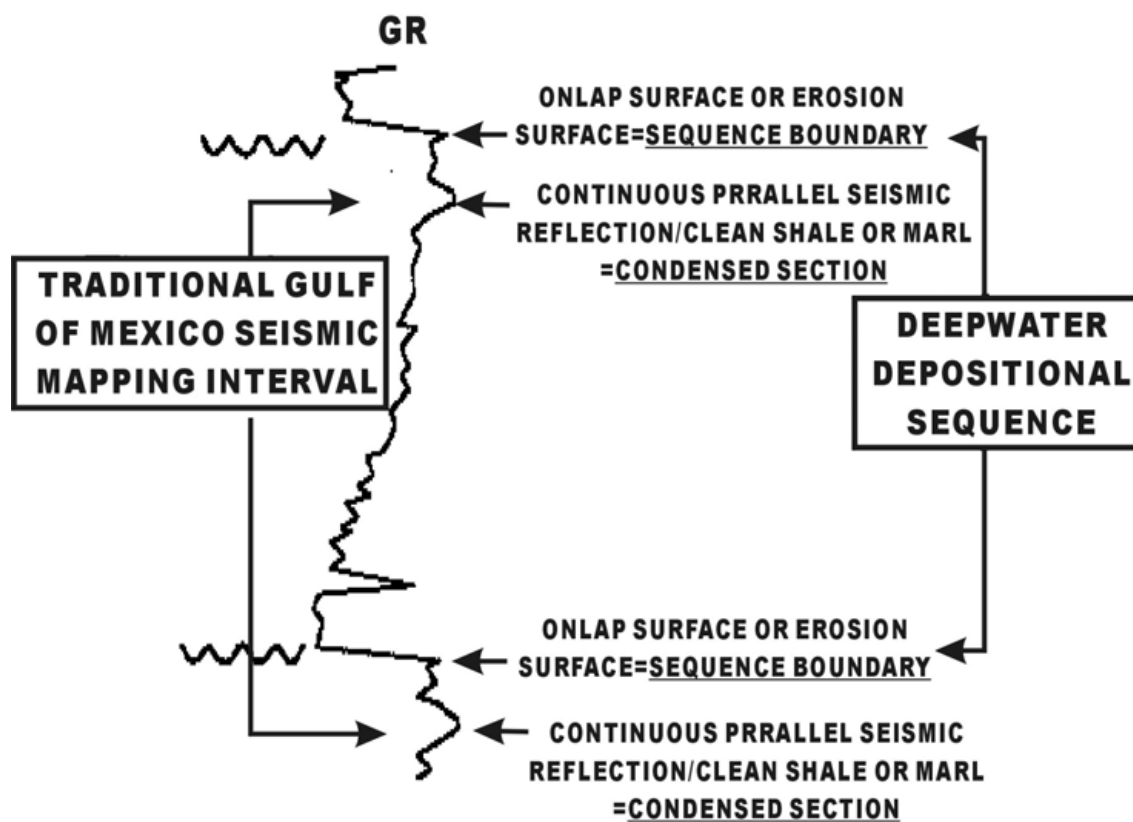 GR
ONLAP SURFACE OR EROSION
SURFACE=SEQUENCE BOUNDARY
CONTINUOUS PRRALLEL SEISMIC
REFLECTION/CLEAN SHALE OR MARL
=CONDENSED SECTION
TRADITIONAL GULF
OF MEXICO SEISMIC
MAPPING INTERVAL
DEEPWATER
DEPOSITIONAL
SEQUENCE
ONLAP SURFACE OR EROSION
SURFACE=SEQUENCE BOUNDARY
CONTINUOUS PRRALLEL SEISMIC
REFLECTION/CLEAN SHALE OR MARL
=CONDENSED SECTION